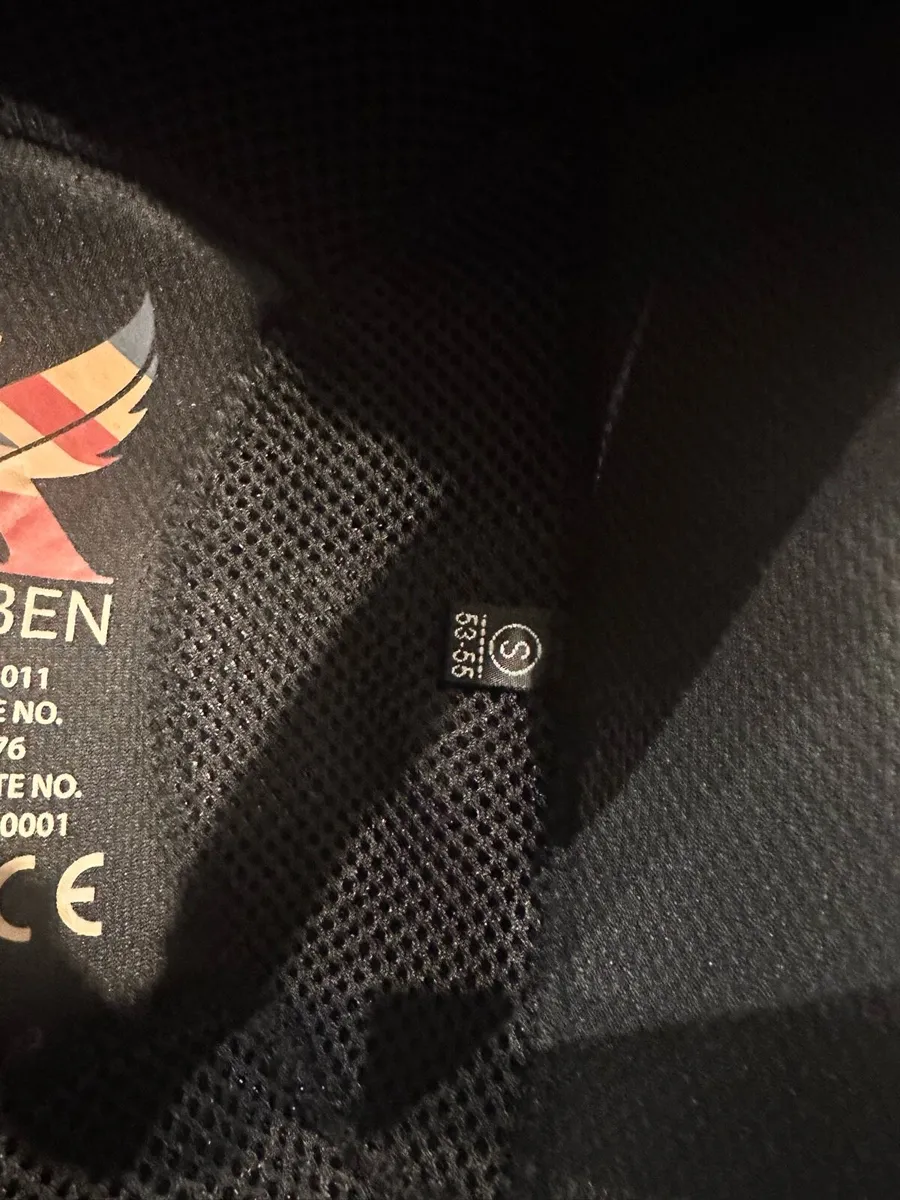 BEN
011
E NO.
76
TE NO.
0001
CE
S
53-55